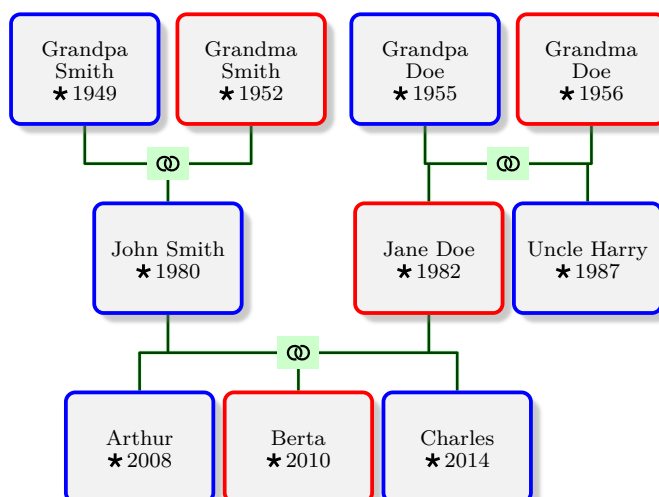 Grandpa
Smith
★ 1949
Grandma
Smith
★ 1952
Grandpa
Doe
★ 1955
Grandma
Doe
★ 1956
John Smith
★ 1980
Jane Doe
★ 1982
Uncle Harry
★ 1987
Arthur
★ 2008
Berta
★ 2010
Charles
★ 2014